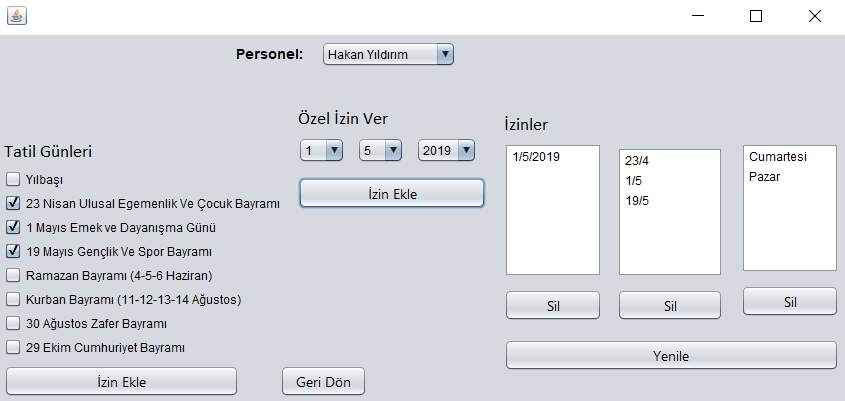 Personel: Hakan Yıldırım
Özel İzin Ver
1 5 2019
İzin Ekle
Tatil Günleri
Yılbaşı
23 Nisan Ulusal Egemenlik Ve Çocuk Bayramı
1 Mayıs Emek ve Dayanışma Günü
19 Mayıs Gençlik Ve Spor Bayramı
Ramazan Bayramı (4-5-6 Haziran)
Kurban Bayramı (11-12-13-14 Ağustos)
30 Ağustos Zafer Bayramı
29 Ekim Cumhuriyet Bayramı
İzin Ekle
Geri Dön
İzinler
1/5/2019
23/4
1/5
19/5
Cumartesi
Pazar
Sil
Sil
Sil
Yenile